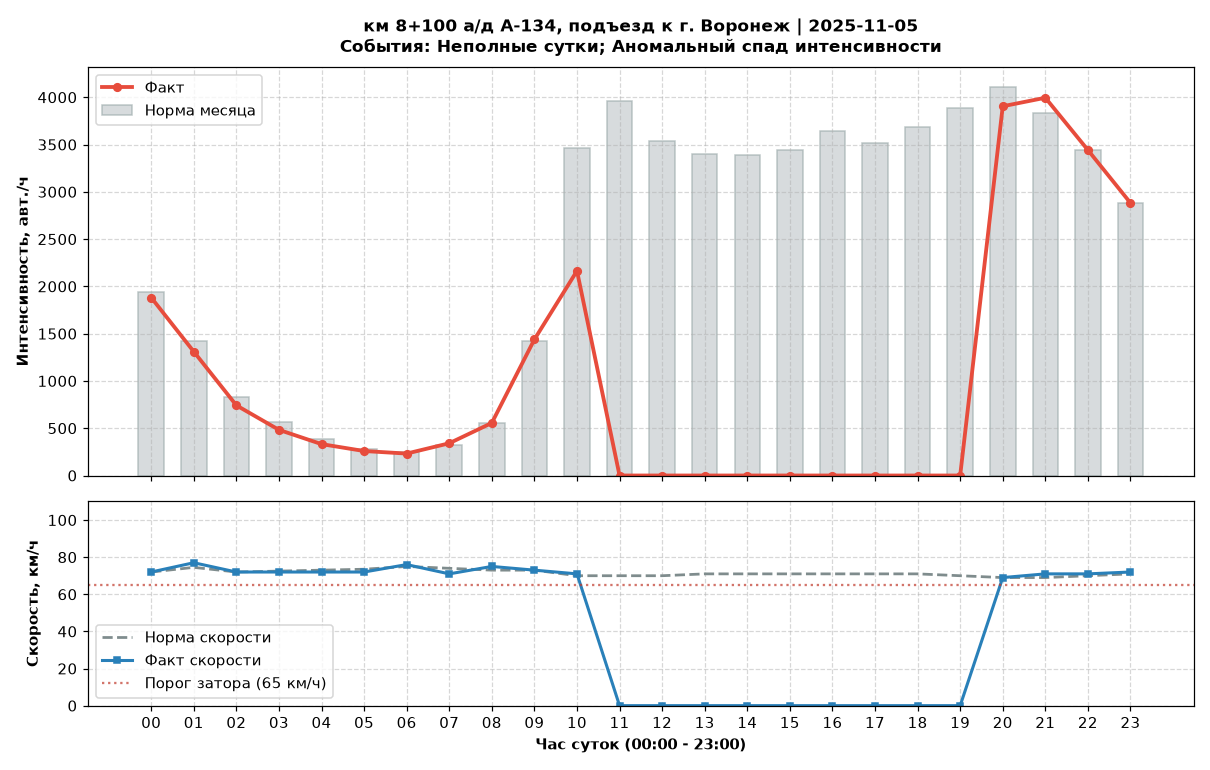 км 8+100 а/д А-134, подъезд к г. Воронеж | 2025-11-05
События: Неполные сутки; Аномальный спад интенсивности
Интенсивность, авт./ч
4000
3500
3000
2500
2000
1500
1000
500
0
Факт
Норма месяца
Скорость, км/ч
100
80
60
40
20
0
Норма скорости
Факт скорости
Порог затора (65 км/ч)
00 01 02 03 04 05 06 07 08 09 10 11 12 13 14 15 16 17 18 19 20 21 22 23
Час суток (00:00 - 23:00)